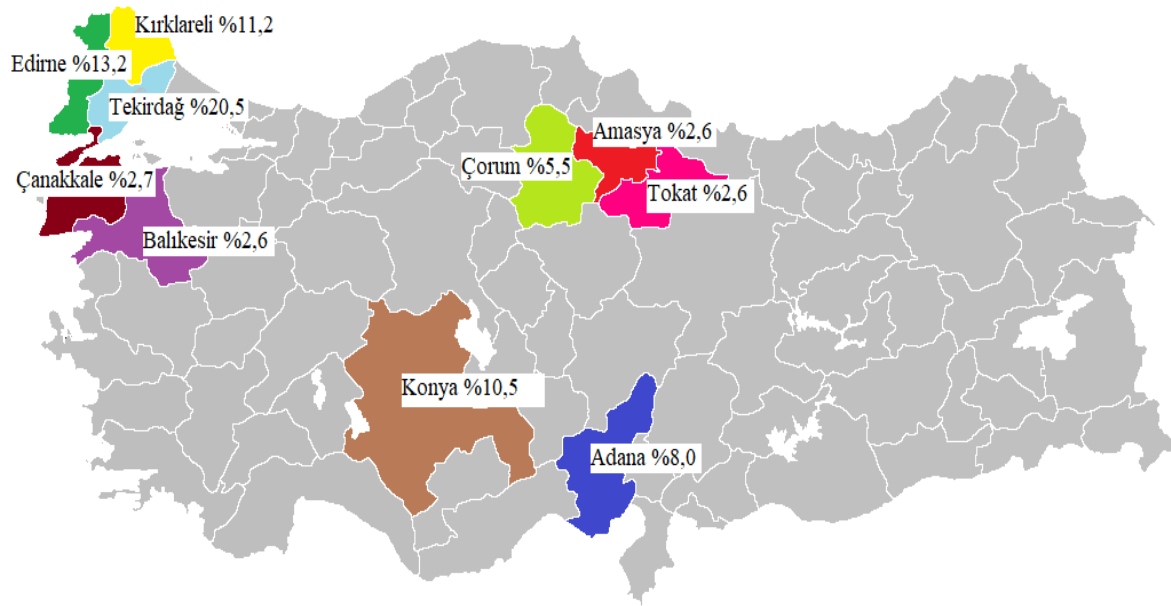 Kırklareli %11,2
Edirne %13,2
Tekirdağ %20,5
Amasya %2,6
Çorum %5,5
Çanakkale %2,7
Tokat %2,6
Balıkesir %2,6
Konya %10,5
Adana %8,0